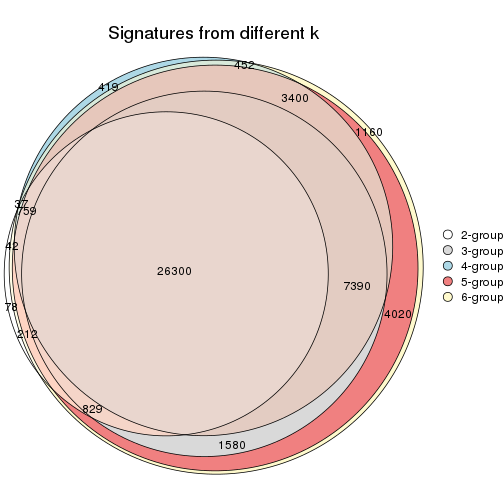 Signatures from different k
452
419
3400
1160
37
759
42
26300
7390
78
4020
212
829
1580
2-group
3-group
4-group
5-group
6-group